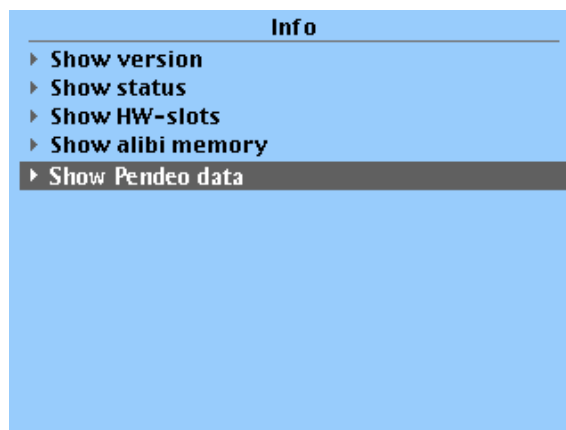 Info
Show version
Show status
Show HW-slots
Show alibi memory
Show Pendeo data